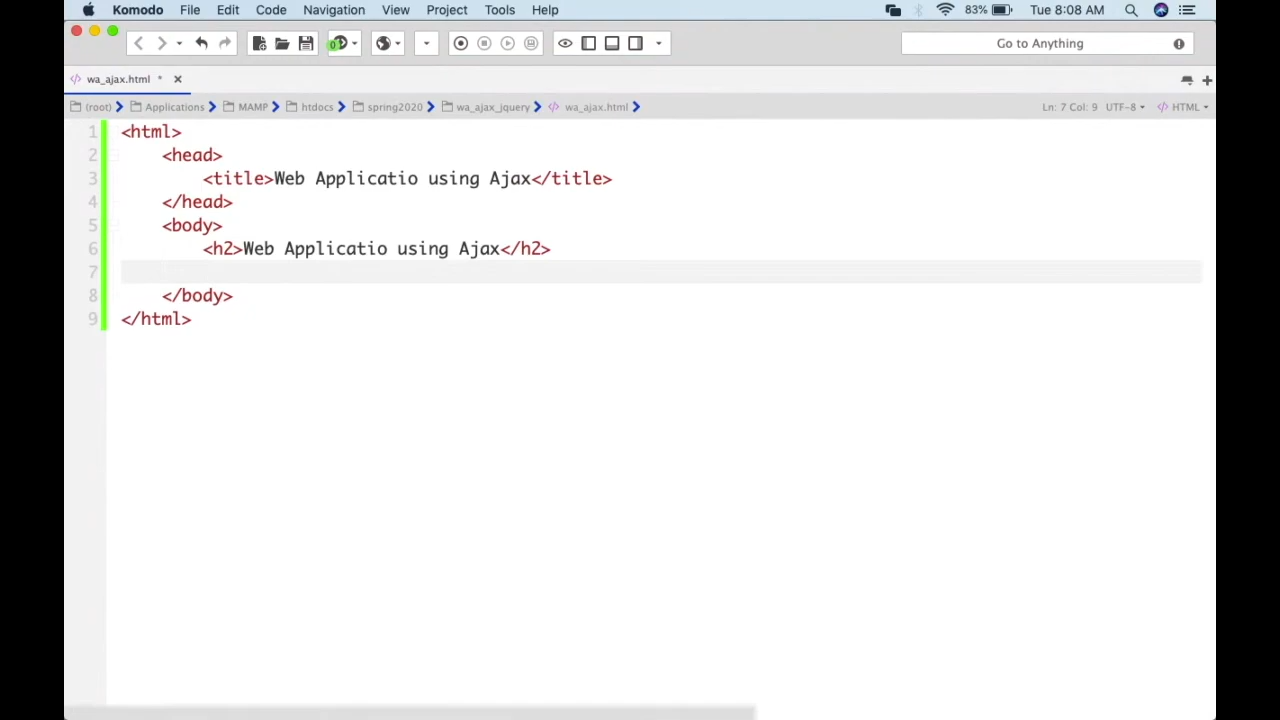 Komodo File Edit Code Navigation View Project Tools Help 83% Tue 8:08 AM
0 Go to Anything
wa_ajax.html *
(root) Applications MAMP htdocs spring2020 wa_ajax_jquery wa_ajax.html Ln: 7 Col: 9 UTF-8 HTML
1 <html>
2 <head>
3 <title>Web Applicatio using Ajax</title>
4 </head>
5 <body>
6 <h2>Web Applicatio using Ajax</h2>
7
8 </body>
9 </html>